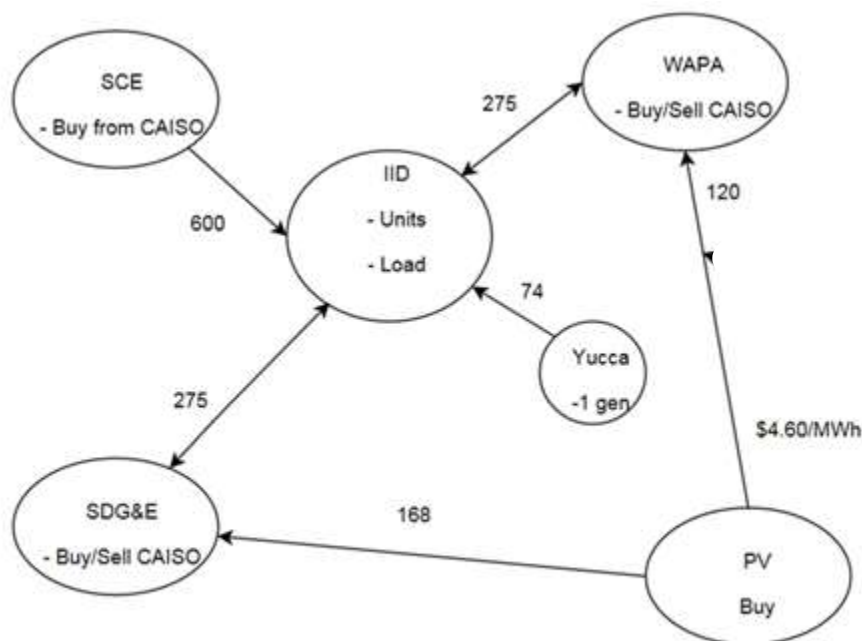 SCE
- Buy from CAISO
WAPA
- Buy/Sell CAISO
275
IID
- Units
- Load
600
120
74
Yucca
-1 gen
275
$4.60/MWh
SDG&E
- Buy/Sell CAISO
168
PV
Buy